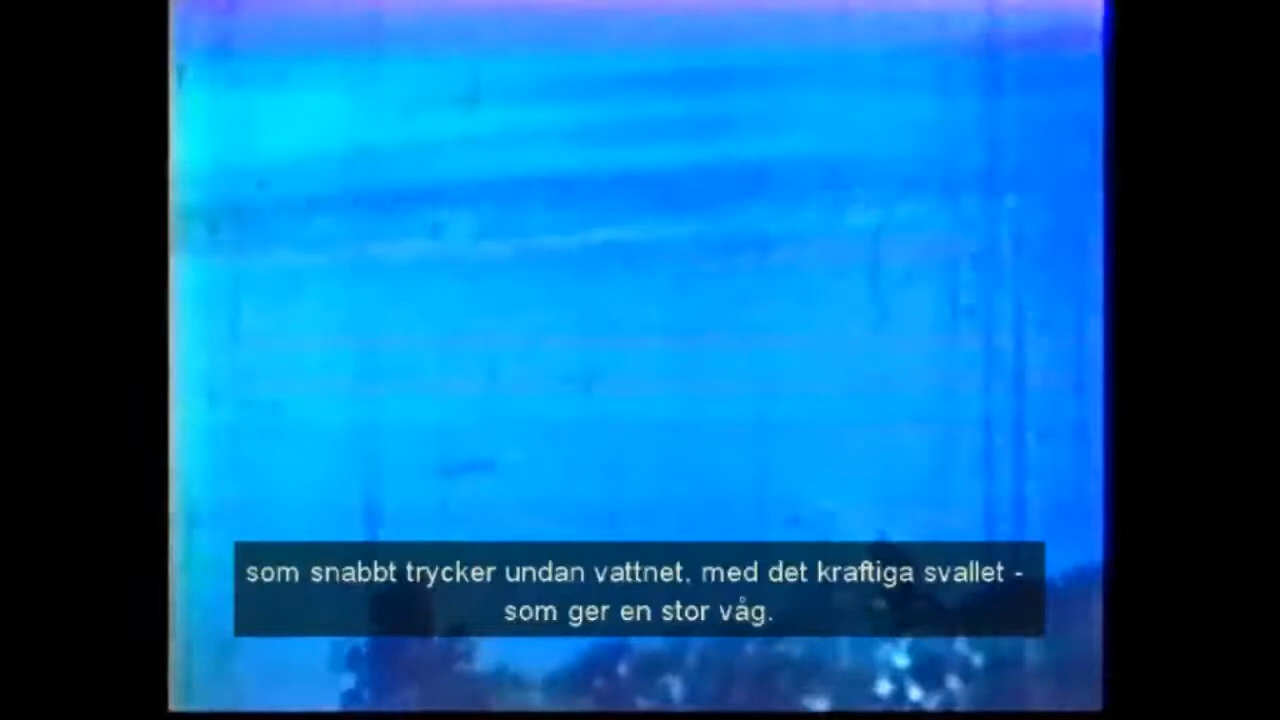 som snabbt trycker undan vattnet, med det kraftiga svallet -
som ger en stor våg.